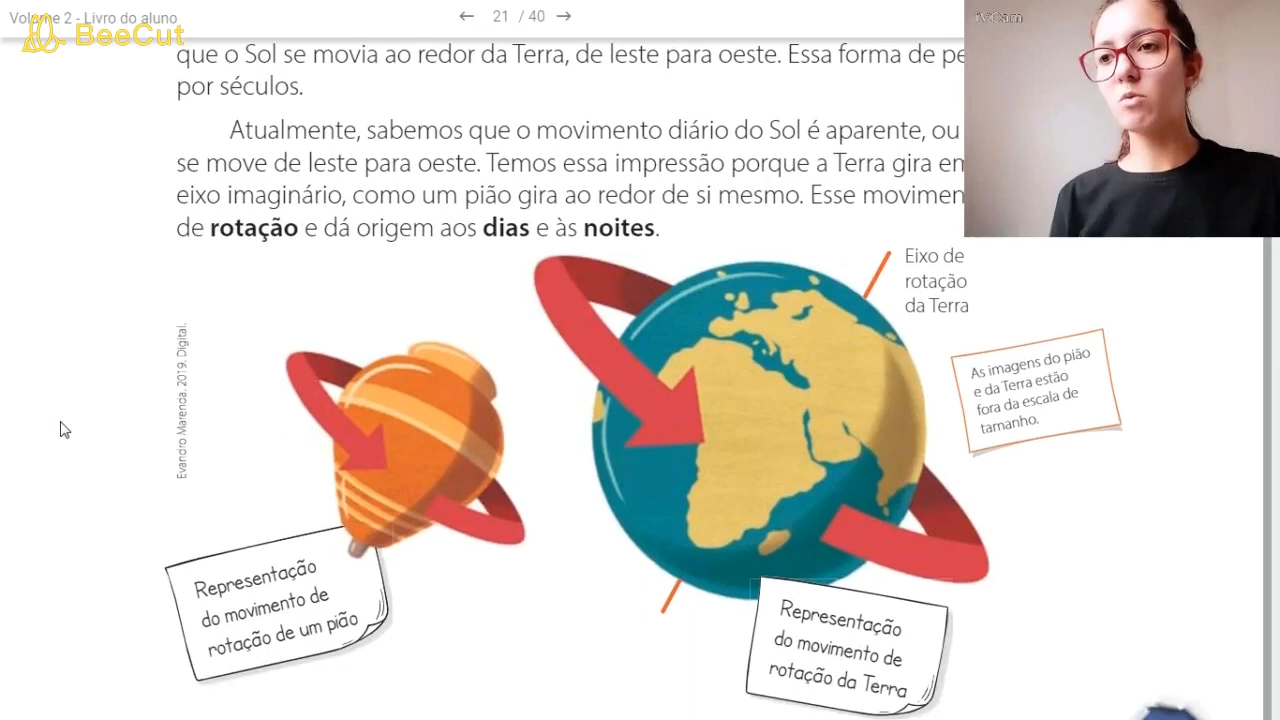 Volume 2 - Livro do aluno
21 / 40
BeeCut
iVCam
que o Sol se movia ao redor da Terra, de leste para oeste. Essa forma de pe
por séculos.
Atualmente, sabemos que o movimento diário do Sol é aparente, ou
se move de leste para oeste. Temos essa impressão porque a Terra gira em
eixo imaginário, como um pião gira ao redor de si mesmo. Esse movimen
de rotação e dá origem aos dias e às noites.
Eixo de
rotação
da Terra
Evandro Marenda. 2019. Digital.
As imagens do pião
e da Terra estão
fora da escala de
tamanho.
Representação
do movimento de
rotação de um pião
Representação
do movimento de
rotação da Terra